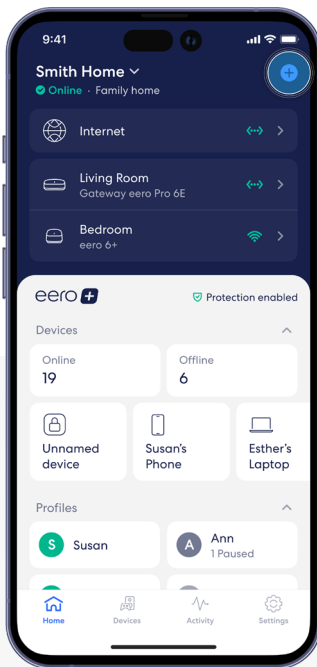 9:41
Smith Home
Online · Family home
Internet
Living Room
Gateway eero Pro 6E
Bedroom
eero 6+
eero +
Protection enabled
Devices
Online
19
Offline
6
Unnamed
device
Susan's
Phone
Esther's
Laptop
Profiles
S Susan
A Ann
1 Paused
Home
Devices
Activity
Settings